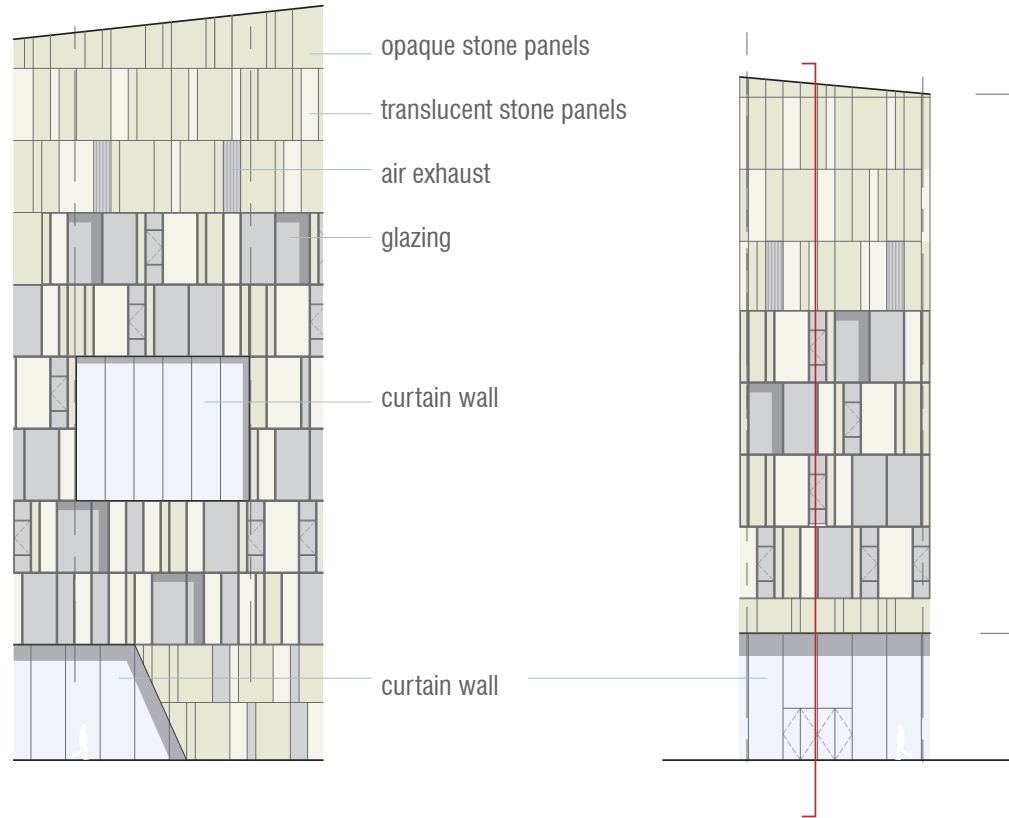 opaque stone panels
translucent stone panels
air exhaust
glazing
curtain wall
curtain wall